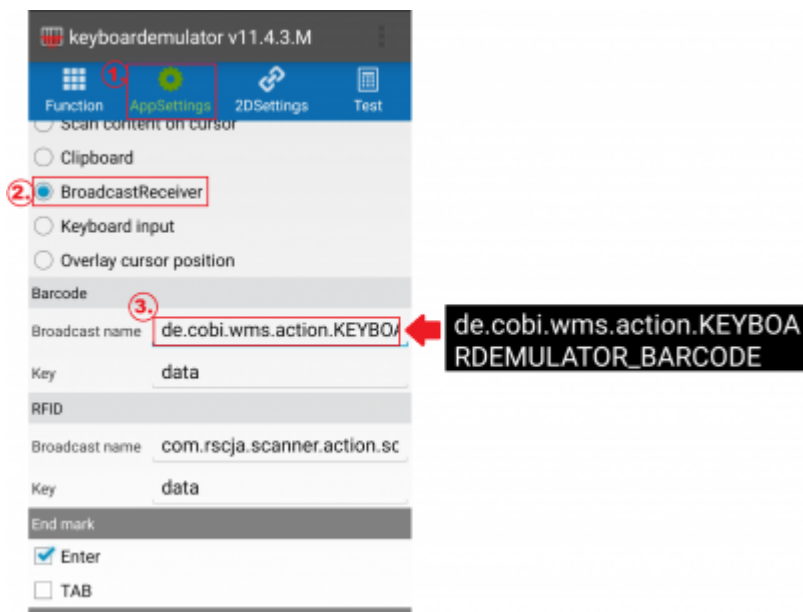 keyboardemulator v11.4.3.M
1.
Function AppSettings 2DSettings Test
Scan content on cursor
Clipboard
2. BroadcastReceiver
Keyboard input
Overlay cursor position
Barcode
3.
Broadcast name de.cobi.wms.action.KEYBOA
de.cobi.wms.action.KEYBOA
RDEMULATOR_BARCODE
Key data
RFID
Broadcast name com.rscja.scanner.action.sc
Key data
End mark
Enter
TAB